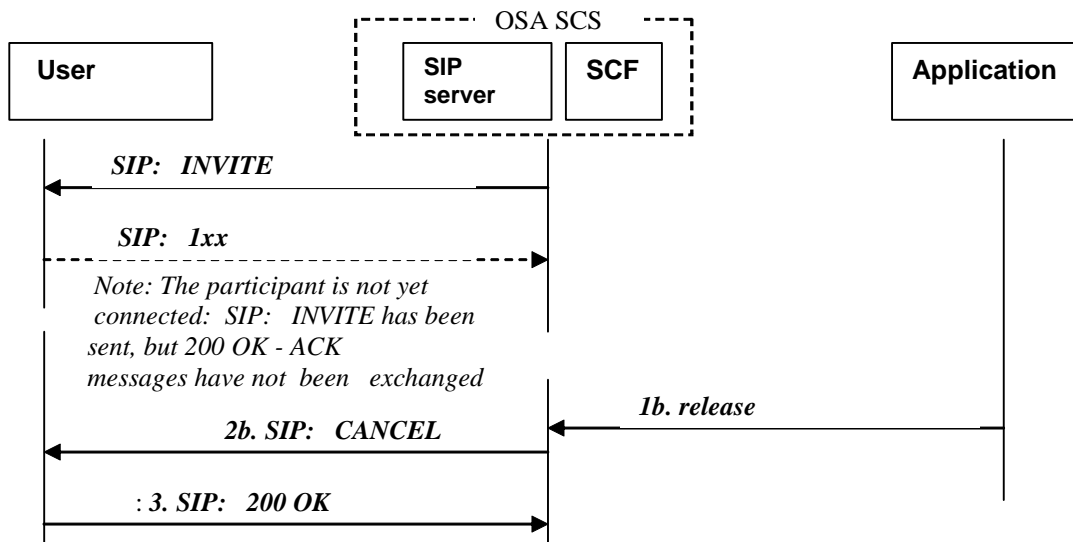 OSA SCS
User
SIP
server
SCF
Application
SIP: INVITE
SIP: 1xx
Note: The participant is not yet
connected: SIP: INVITE has been
sent, but 200 OK - ACK
messages have not been exchanged
1b. release
2b. SIP: CANCEL
: 3. SIP: 200 OK